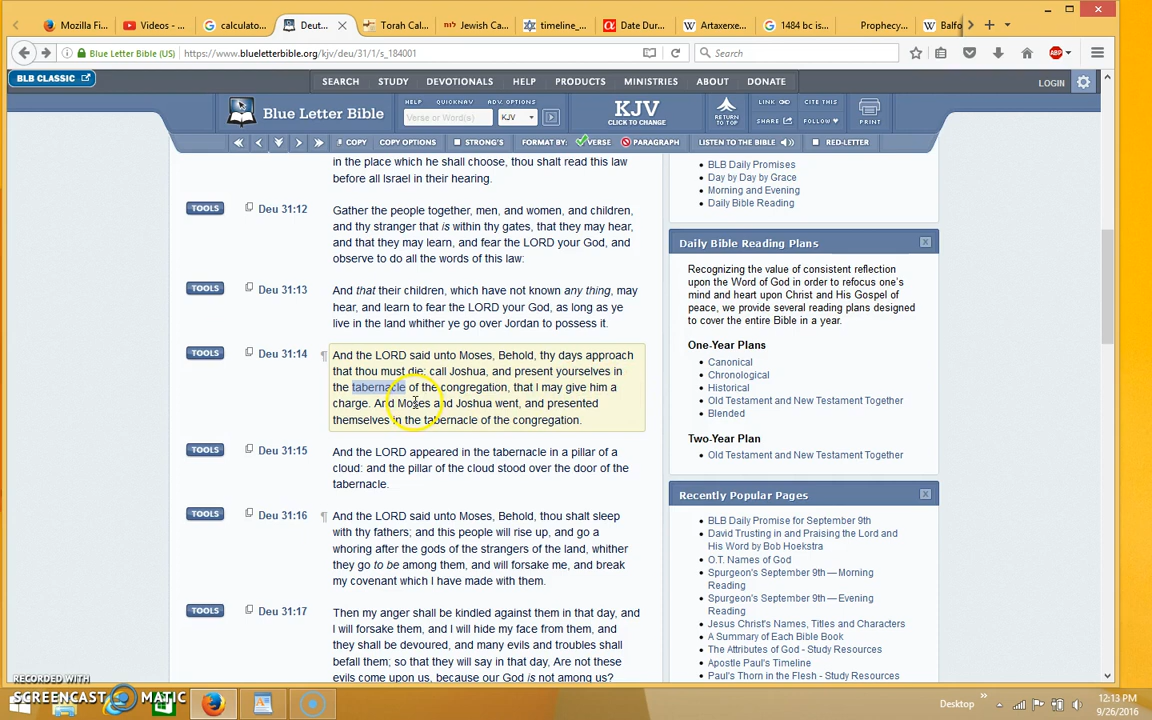 Mozilla Fi...
Videos - ...
calculato...
Deut...
Torah Cal...
Jewish Ca...
timeline_...
Date Dur...
Artaxerxe...
1484 bc is...
Prophecy...
Balfo
Blue Letter Bible (US)
https://www.blueletterbible.org/kjv/deu/31/1/s_184001
Search
BLB CLASSIC
SEARCH STUDY DEVOTIONALS HELP PRODUCTS MINISTRIES ABOUT DONATE
LOGIN
Blue Letter Bible
HELP QUICKNAV ADV. OPTIONS
Verse or Word(s) KJV
KJV
CLICK TO CHANGE
RETURN
TO TOP
LINK CITE THIS
SHARE FOLLOW
PRINT
COPY COPY OPTIONS STRONG'S FORMAT BY: VERSE PARAGRAPH LISTEN TO THE BIBLE RED-LETTER
in the place which he shall choose, thou shalt read this law
before all Israel in their hearing.
TOOLS Deu 31:12 Gather the people together, men, and women, and children,
and thy stranger that is within thy gates, that they may hear,
and that they may learn, and fear the LORD your God, and
observe to do all the words of this law:
TOOLS Deu 31:13 And that their children, which have not known any thing, may
hear, and learn to fear the LORD your God, as long as ye
live in the land whither ye go over Jordan to possess it.
TOOLS Deu 31:14 ¶ And the LORD said unto Moses, Behold, thy days approach
that thou must die: call Joshua, and present yourselves in
the tabernacle of the congregation, that I may give him a
charge. And Moses and Joshua went, and presented
themselves in the tabernacle of the congregation.
TOOLS Deu 31:15 And the LORD appeared in the tabernacle in a pillar of a
cloud: and the pillar of the cloud stood over the door of the
tabernacle.
TOOLS Deu 31:16 ¶ And the LORD said unto Moses, Behold, thou shalt sleep
with thy fathers; and this people will rise up, and go a
whoring after the gods of the strangers of the land, whither
they go to be among them, and will forsake me, and break
my covenant which I have made with them.
TOOLS Deu 31:17 Then my anger shall be kindled against them in that day, and
I will forsake them, and I will hide my face from them, and
they shall be devoured, and many evils and troubles shall
befall them; so that they will say in that day, Are not these
evils come upon us, because our God is not among us?
BLB Daily Promises
Day by Day by Grace
Morning and Evening
Daily Bible Reading
Daily Bible Reading Plans
Recognizing the value of consistent reflection
upon the Word of God in order to refocus one's
mind and heart upon Christ and His Gospel of
peace, we provide several reading plans designed
to cover the entire Bible in a year.
One-Year Plans
Canonical
Chronological
Historical
Old Testament and New Testament Together
Blended
Two-Year Plan
Old Testament and New Testament Together
Recently Popular Pages
BLB Daily Promise for September 9th
David Trusting in and Praising the Lord and
His Word by Bob Hoekstra
O.T. Names of God
Spurgeon's September 9th—Morning
Reading
Spurgeon's September 9th—Evening
Reading
Jesus Christ's Names, Titles and Characters
A Summary of Each Bible Book
The Attributes of God - Study Resources
Apostle Paul's Timeline
Paul's Thorn in the Flesh - Study Resources
RECORDED WITH
SCREENCAST MATIC
Desktop
12:13 PM
9/26/2016